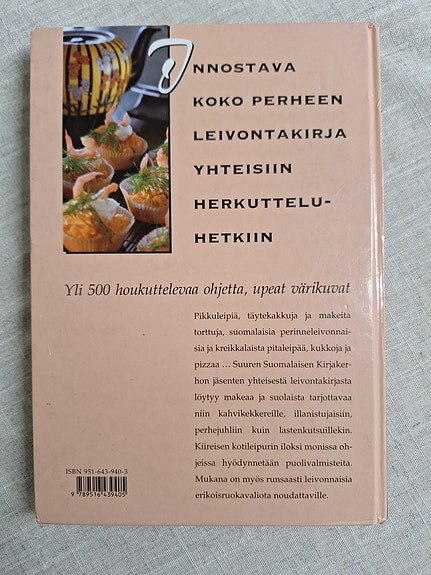 INNOSTAVA
KOKO PERHEEN
LEIVONTAKIRJA
YHTEISIIN
HERKUTTELU-
HETKIIN
Yli 500 houkuttelevaa ohjetta, upeat värikuvat
Pikkuleipiä, täytekakkuja ja makeita
torttuja, suomalaisia perinneleivonnai-
sia ja kreikkalaista pitaleipää, kukkoja ja
pizzaa ... Suuren Suomalaisen Kirjaker-
hon jäsenten yhteisestä leivontakirjasta
löytyy makeaa ja suolaista tarjottavaa
niin kahvikekkereille, illanistujaisiin,
perhejuhliin kuin lastenkutsuillekin.
Kiireisen kotileipurin iloksi monissa oh-
jeissa hyödynnetään puolivalmisteita.
Mukana on myös runsaasti leivonnaisia
erikoisruokavaliota noudattaville.
ISBN 951-643-940-3
9 789516 439405